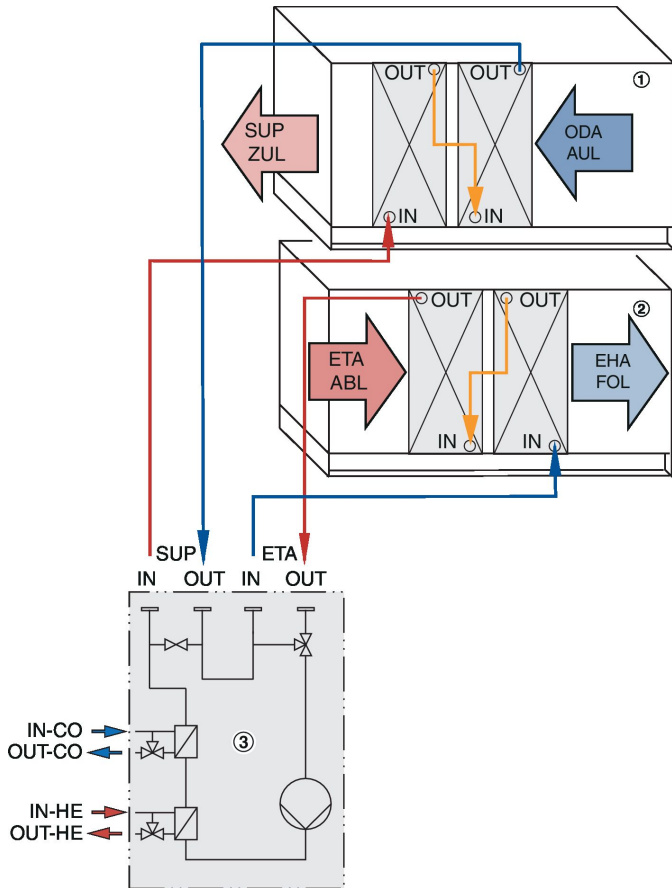 OUT OUT
①
SUP
ZUL
ODA
AUL
IN IN
OUT OUT
②
ETA
ABL
EHA
FOL
IN IN
SUP ETA
IN OUT IN OUT
IN-CO
OUT-CO
③
IN-HE
OUT-HE